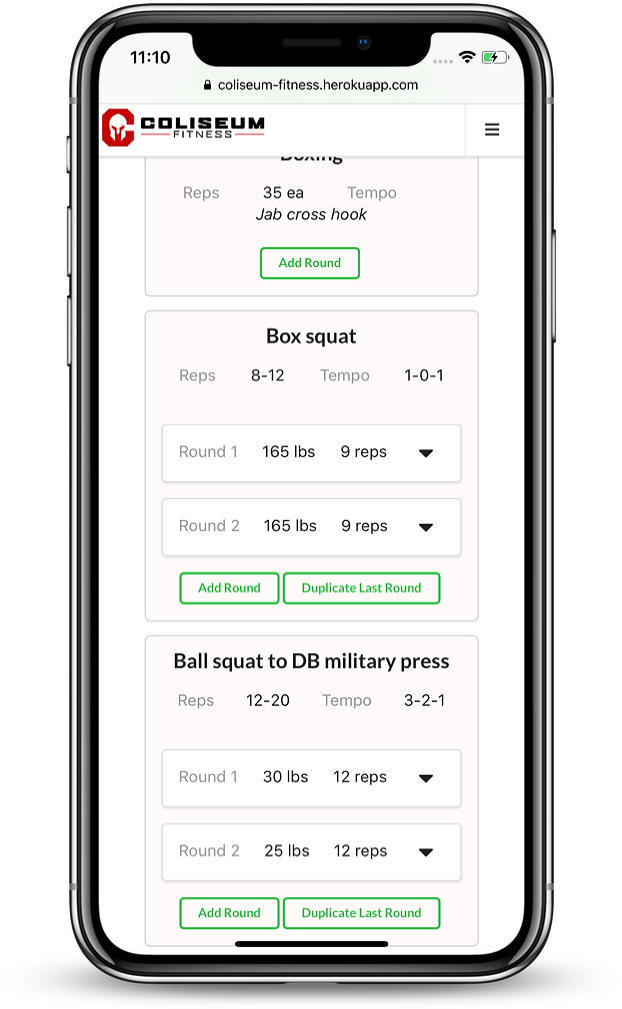 11:10
coliseum-fitness.herokuapp.com
COLISEUM
FITNESS
Boxing
Reps 35 ea Tempo
Jab cross hook
Add Round
Box squat
Reps 8-12 Tempo 1-0-1
Round 1 165 lbs 9 reps
Round 2 165 lbs 9 reps
Add Round Duplicate Last Round
Ball squat to DB military press
Reps 12-20 Tempo 3-2-1
Round 1 30 lbs 12 reps
Round 2 25 lbs 12 reps
Add Round Duplicate Last Round